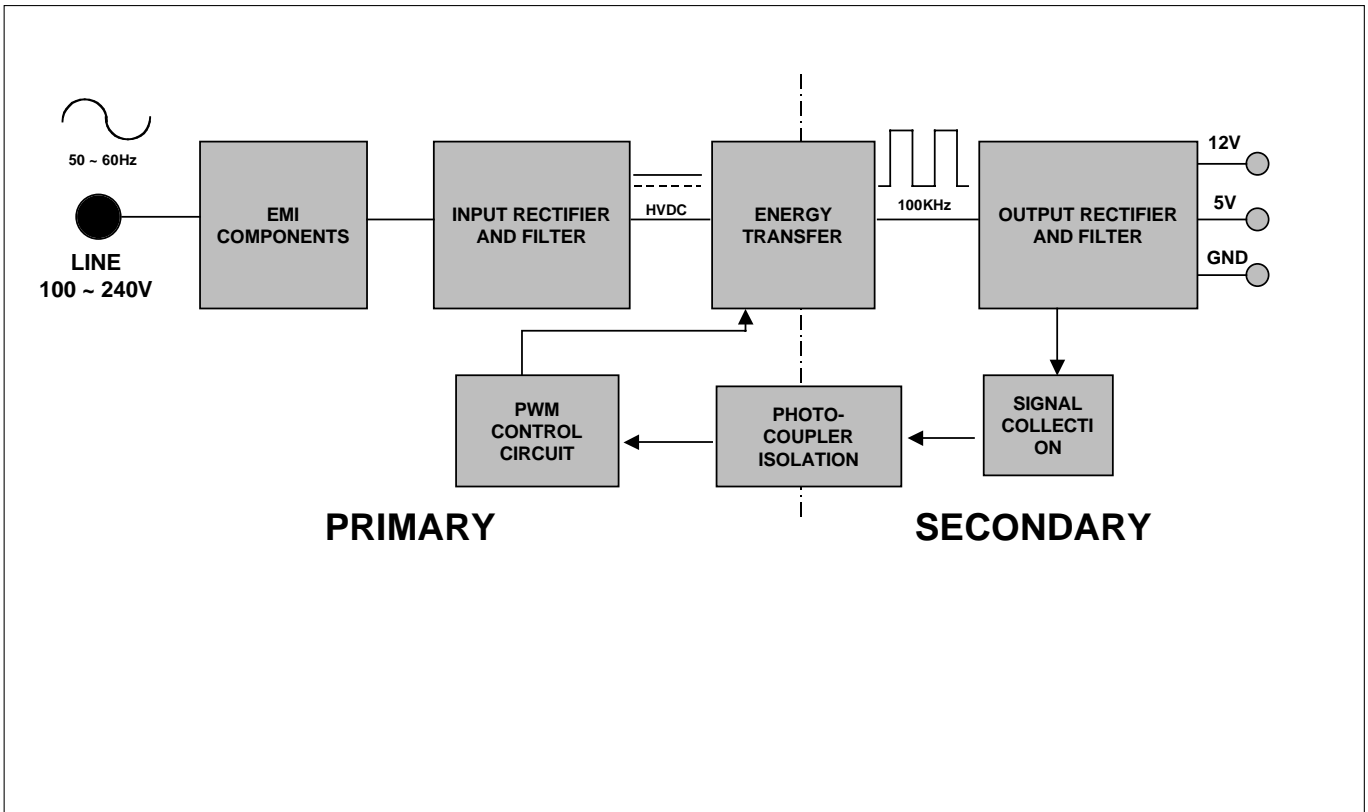 50 ~ 60Hz
LINE
100 ~ 240V
EMI
COMPONENTS
INPUT RECTIFIER
AND FILTER
HVDC
ENERGY
TRANSFER
100KHz
OUTPUT RECTIFIER
AND FILTER
12V
5V
GND
PWM
CONTROL
CIRCUIT
PHOTO-
COUPLER
ISOLATION
SIGNAL
COLLECTI
ON
PRIMARY
SECONDARY